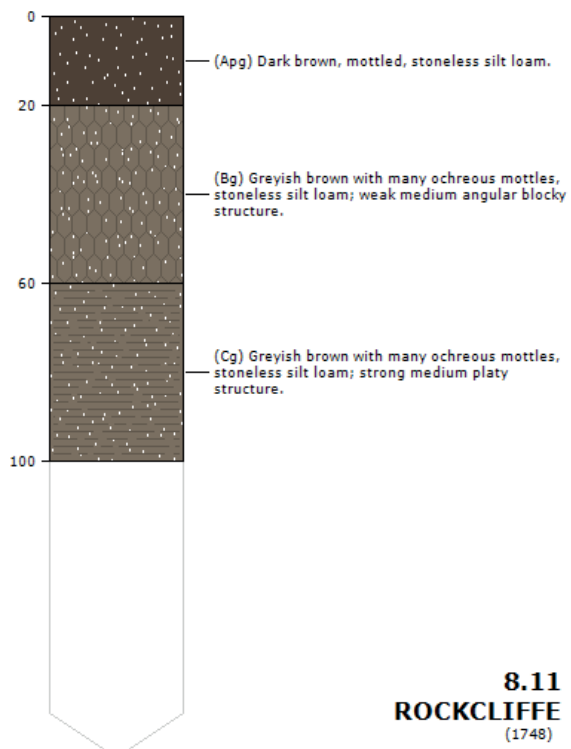 0
(Apg) Dark brown, mottled, stoneless silt loam.
20
(Bg) Greyish brown with many ochreous mottles,
stoneless silt loam; weak medium angular blocky
structure.
60
(Cg) Greyish brown with many ochreous mottles,
stoneless silt loam; strong medium platy
structure.
100
8.11
ROCKCLIFFE
(1748)